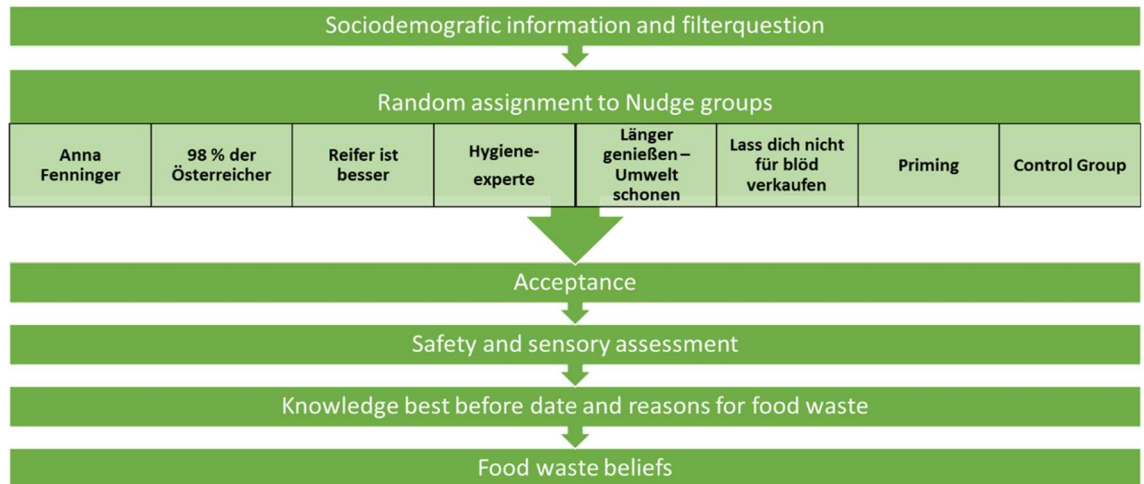 Sociodemografic information and filterquestion
Random assignment to Nudge groups
Anna
Fenninger
98 % der
Österreicher
Reifer ist
besser
Hygiene-
experte
Länger
genießen –
Umwelt
schonen
Lass dich nicht
für blöd
verkaufen
Priming
Control Group
Acceptance
Safety and sensory assessment
Knowledge best before date and reasons for food waste
Food waste beliefs